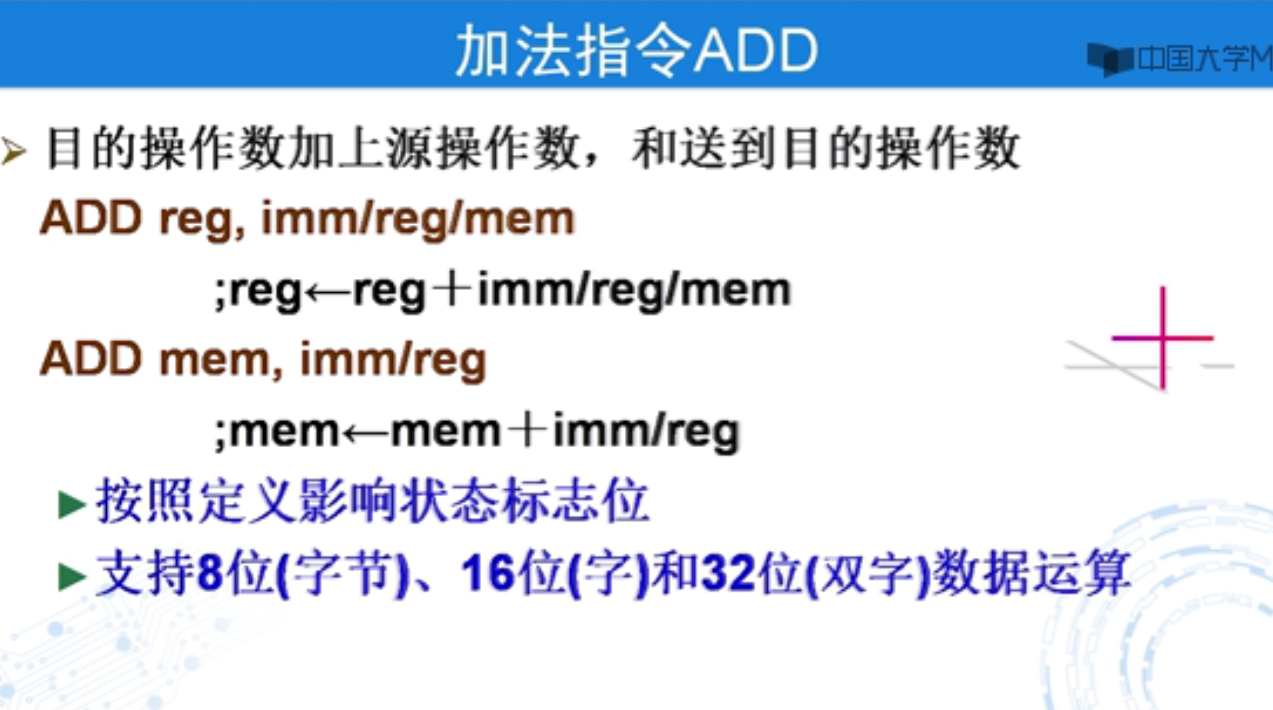 加法指令ADD
中国大学M
目的操作数加上源操作数，和送到目的操作数
ADD reg, imm/reg/mem
;reg←reg＋imm/reg/mem
ADD mem, imm/reg
;mem←mem＋imm/reg
按照定义影响状态标志位
支持8位(字节)、16位(字)和32位(双字)数据运算